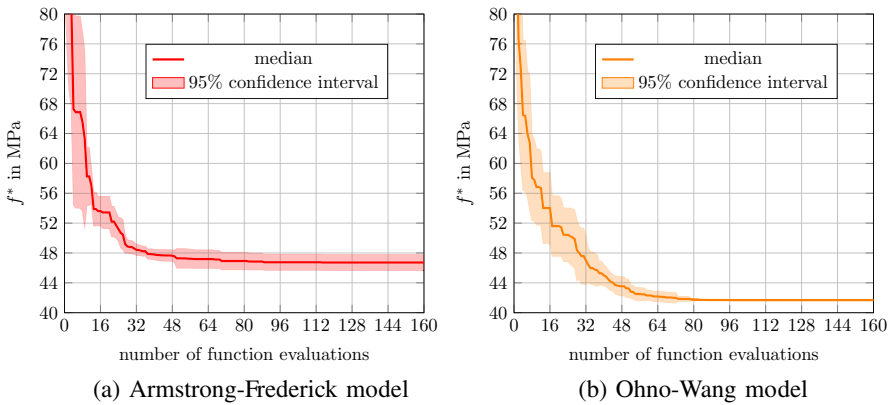 80
76
72
68
64
60
56
52
48
44
40
f* in MPa
median
95% confidence interval
0 16 32 48 64 80 96 112 128 144 160
number of function evaluations
(a) Armstrong-Frederick model
80
76
72
68
64
60
56
52
48
44
40
f* in MPa
median
95% confidence interval
0 16 32 48 64 80 96 112 128 144 160
number of function evaluations
(b) Ohno-Wang model